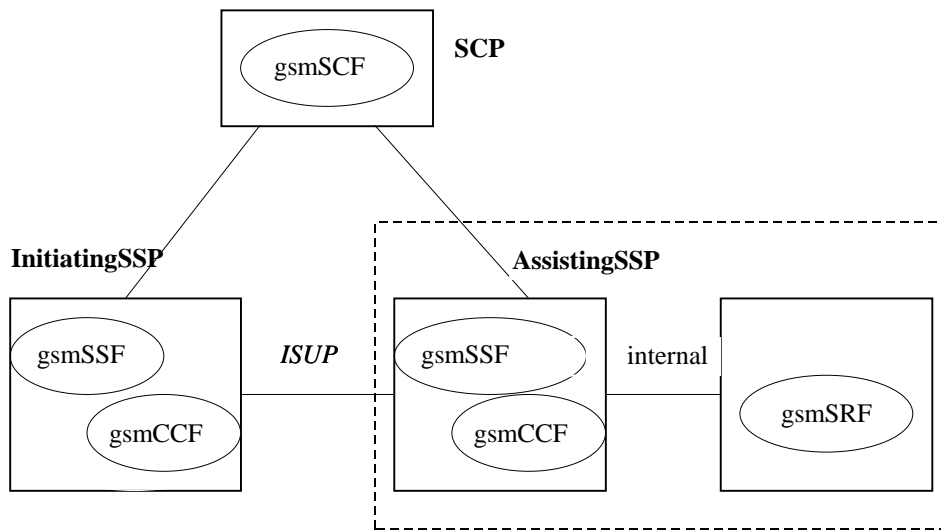 SCP
gsmSCF
InitiatingSSP
AssistingSSP
gsmSSF
ISUP
gsmSSF
internal
gsmCCF
gsmCCF
gsmSRF